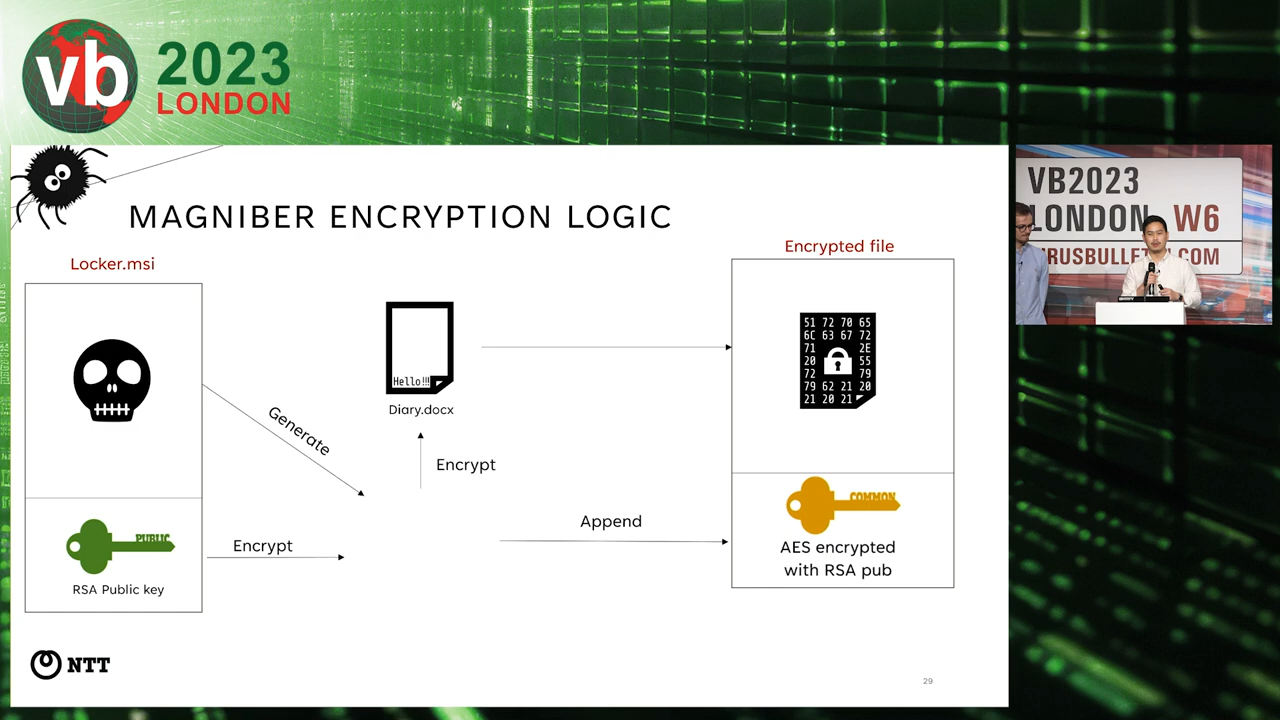 vb
2023
LONDON
MAGNIBER ENCRYPTION LOGIC
Locker.msi
Encrypted file
Hello!!!
Diary.docx
51 72 70 65
6C 63 67 72
71 2E
20 55
72 79
79 62 21 20
21 20 21
Generate
Encrypt
Append
COMMON
AES encrypted
with RSA pub
PUBLIC
Encrypt
RSA Public key
NTT
29
VB2023
LONDON W6